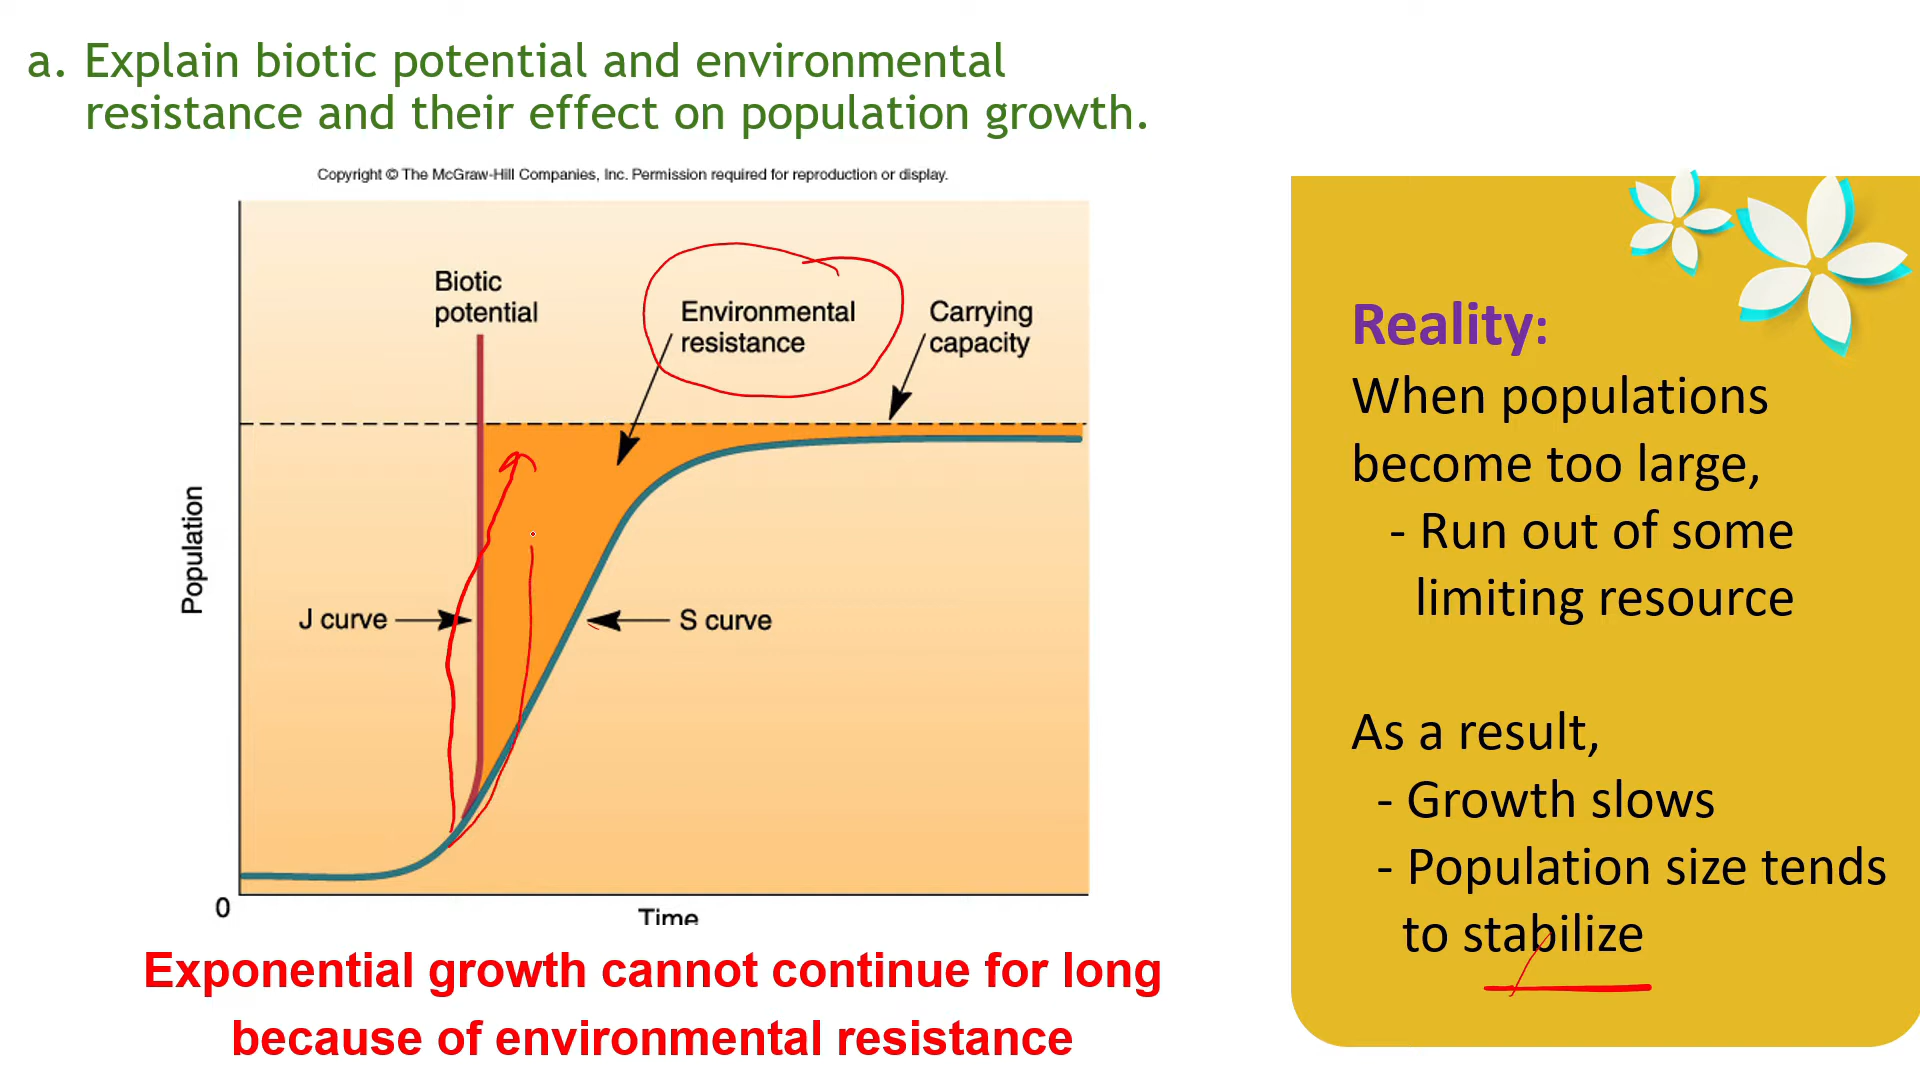 a. Explain biotic potential and environmental
resistance and their effect on population growth.
Copyright © The McGraw-Hill Companies, Inc. Permission required for reproduction or display.
Biotic
potential
Environmental
resistance
Carrying
capacity
Population
J curve
S curve
0
Time
Exponential growth cannot continue for long
because of environmental resistance
Reality:
When populations
become too large,
- Run out of some
limiting resource
As a result,
- Growth slows
- Population size tends
to stabilize